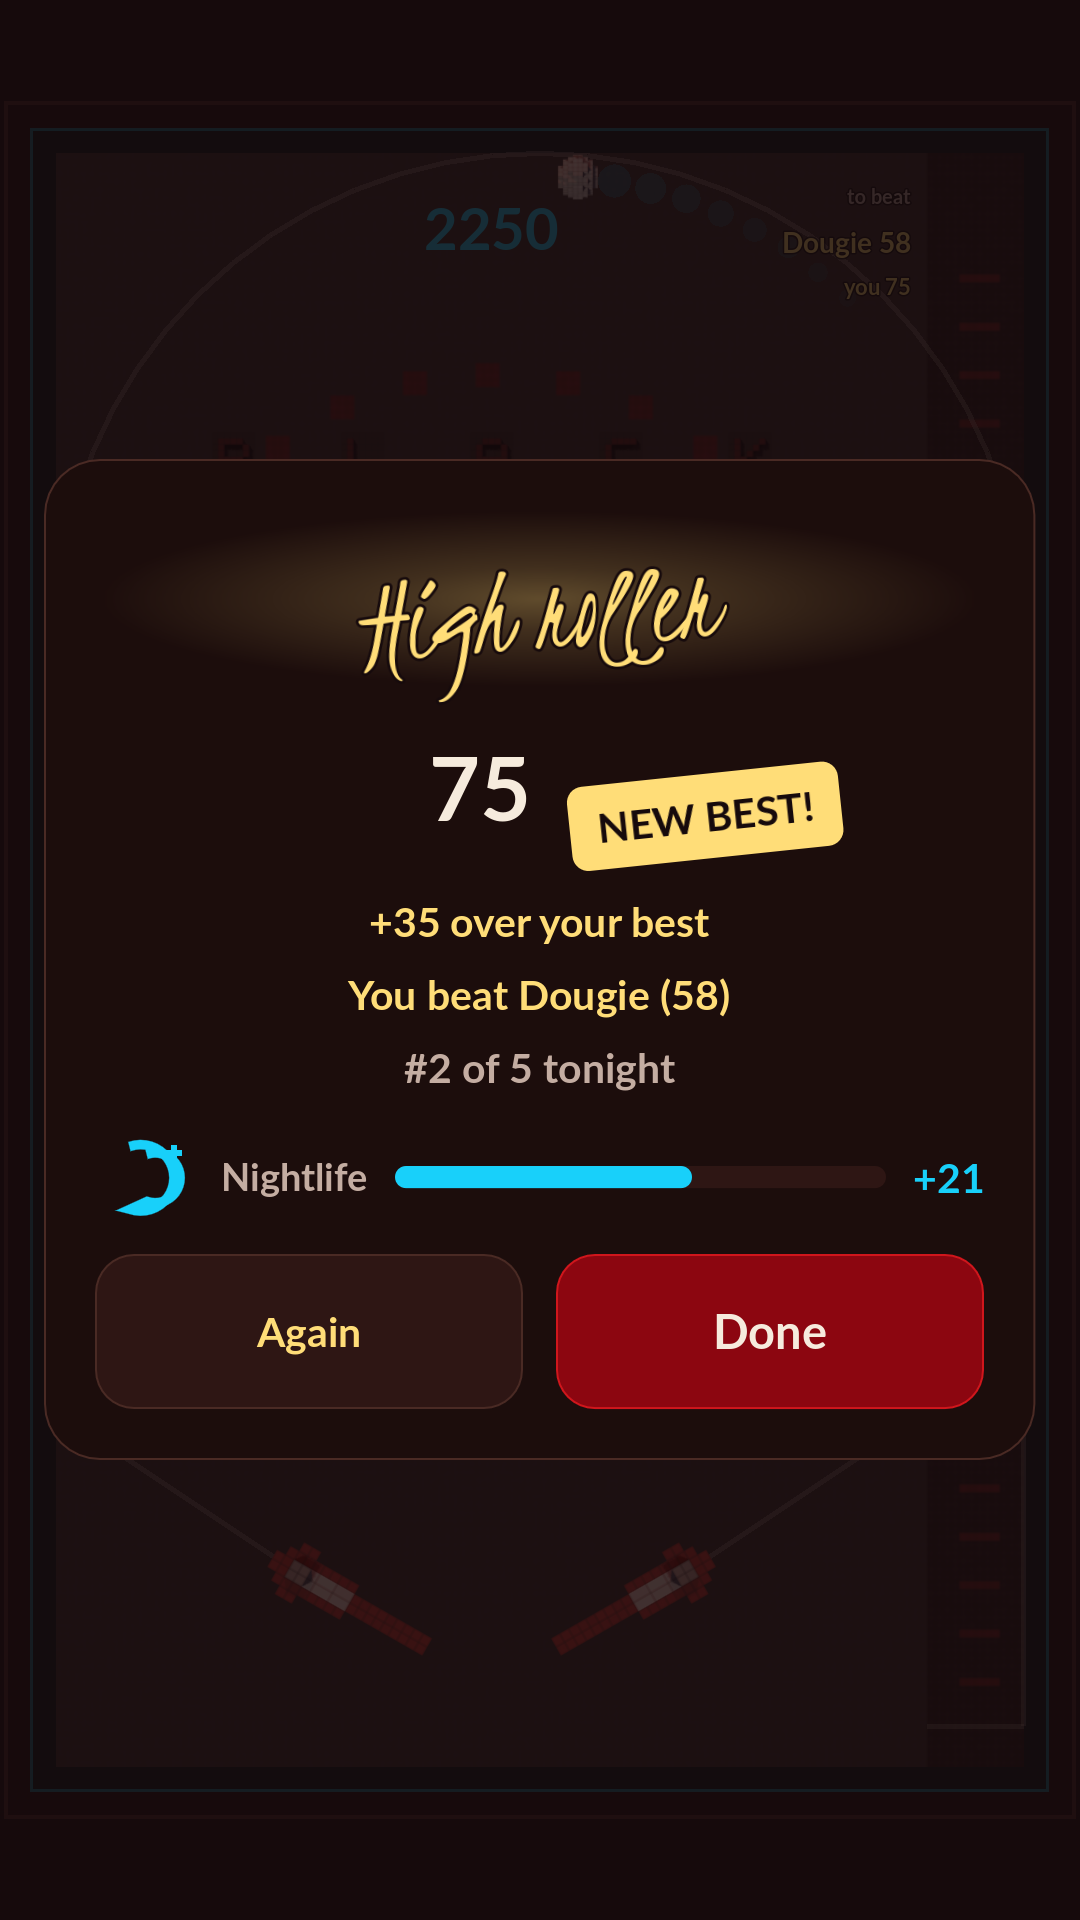 to beat
2250
Dougie 58
you 75
High roller
75
NEW BEST!
+35 over your best
You beat Dougie (58)
#2 of 5 tonight
Nightlife
+21
Again
Done